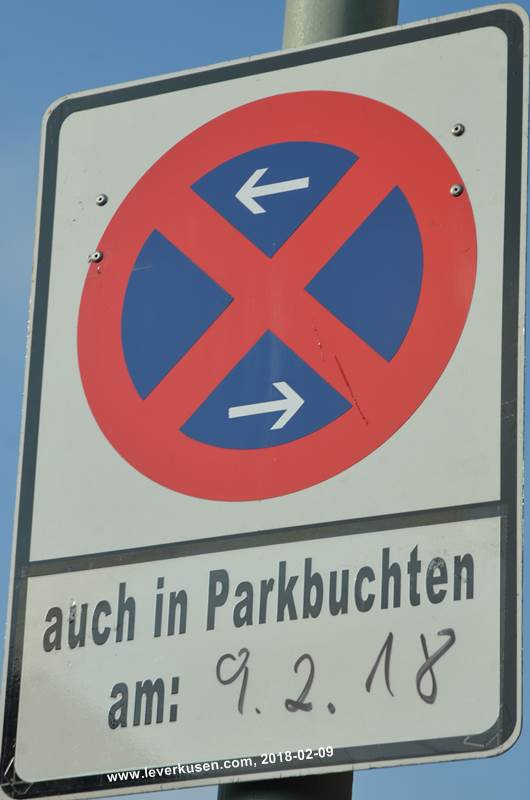 auch in Parkbuchten
am: 9.2.18
www.leverkusen.com, 2018-02-09